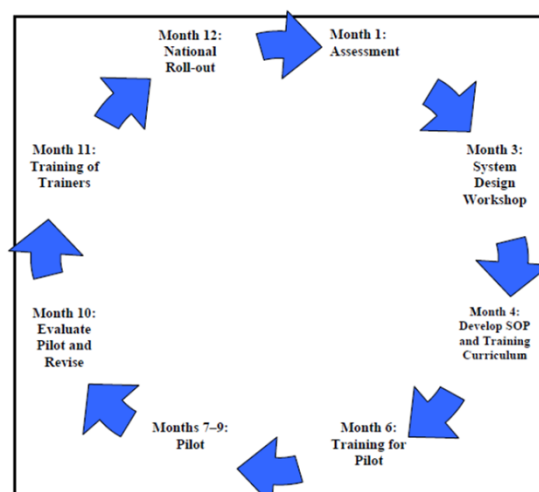 Month 1:
Assessment
Month 3:
System
Design
Workshop
Month 4:
Develop SOP
and Training
Curriculum
Month 6:
Training for
Pilot
Months 7–9:
Pilot
Month 10:
Evaluate
Pilot and
Revise
Month 11:
Training of
Trainers
Month 12:
National
Roll-out